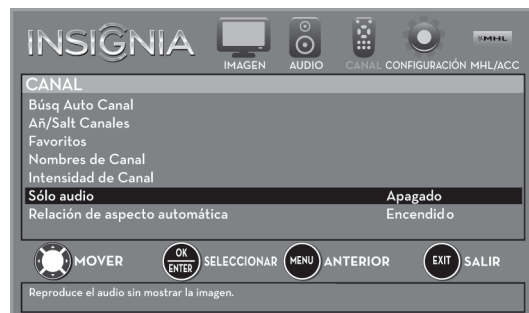 INSIGNIA
IMAGEN AUDIO CANAL CONFIGURACIÓN MHL/ACC
MHL
CANAL
Búsq Auto Canal
Añ/Salt Canales
Favoritos
Nombres de Canal
Intensidad de Canal
Sólo audio Apagado
Relación de aspecto automática Encendido
MOVER OK ENTER SELECCIONAR MENU ANTERIOR EXIT SALIR
Reproduce el audio sin mostrar la imagen.